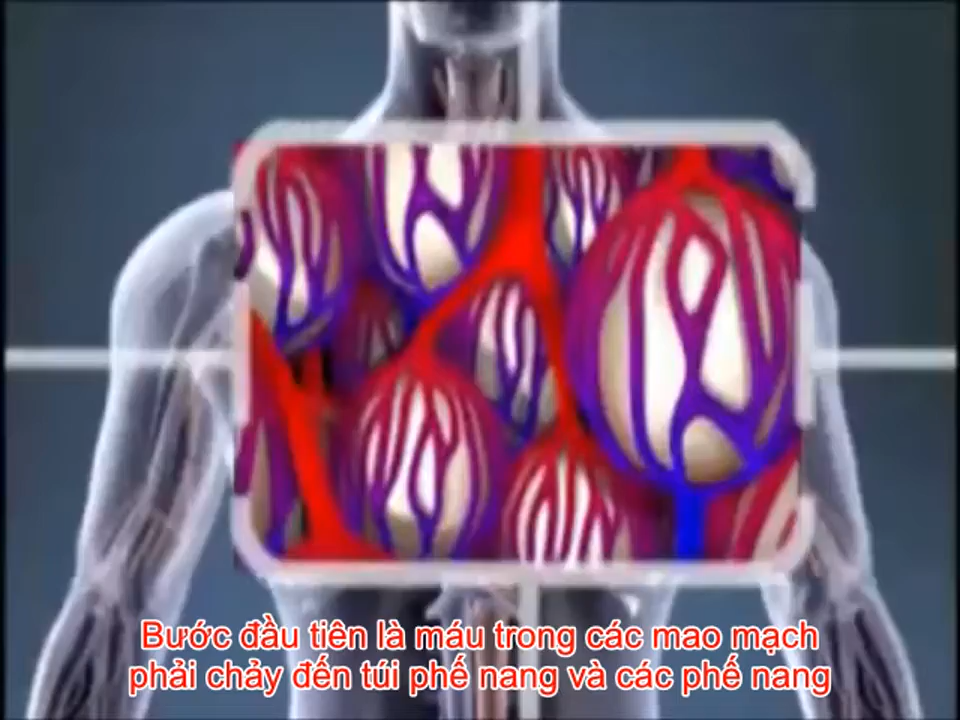 Bước đầu tiên là máu trong các mao mạch
phải chảy đến túi phế nang và các phế nang